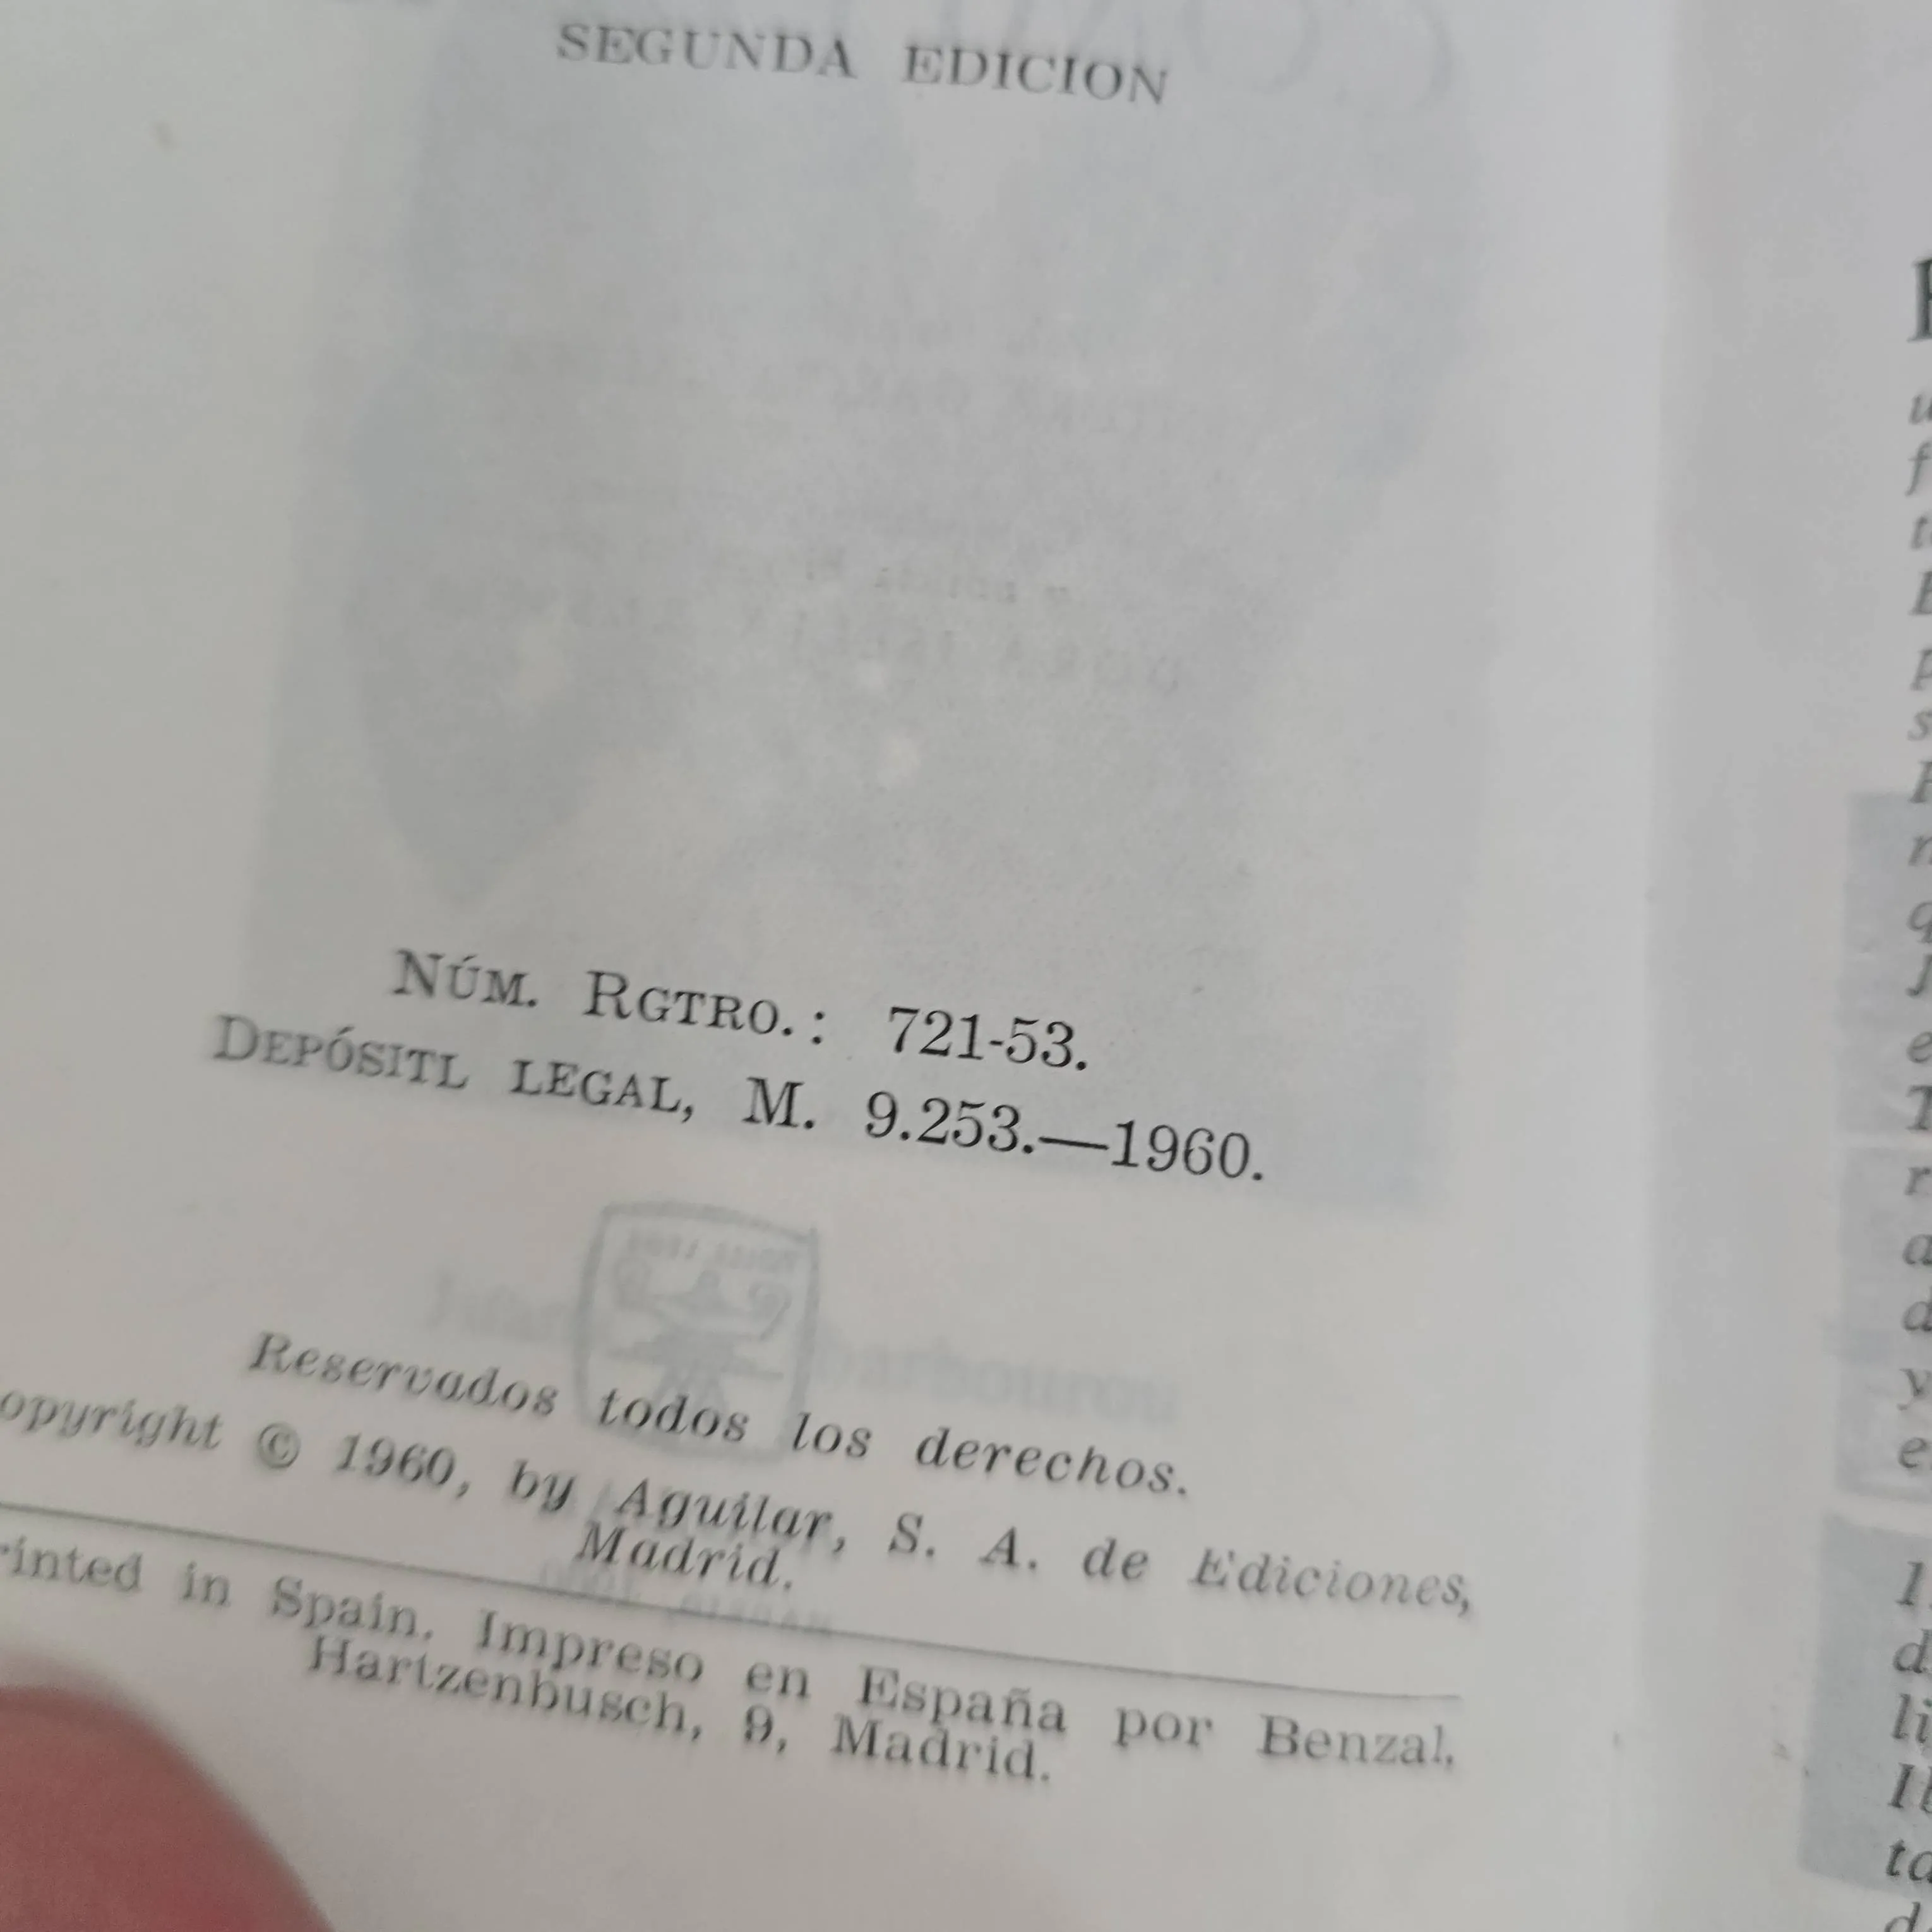 SEGUNDA EDICION
NÚM. RGTRO.: 721-53.
DEPÓSITL LEGAL, M. 9.253.—1960.
Reservados todos los derechos.
opyright © 1960, by Aguilar, S. A. de Ediciones,
Madrid.
rinted in Spain. Impreso en España por Benzal,
Hartzenbusch, 9, Madrid.